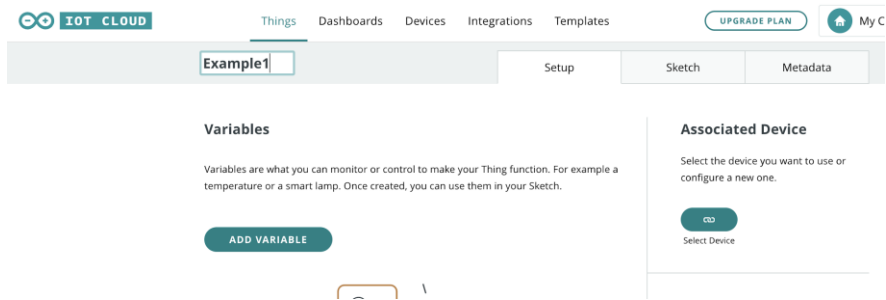 IOT CLOUD
Things Dashboards Devices Integrations Templates
UPGRADE PLAN
My C
Example1
Setup Sketch Metadata
Variables
Variables are what you can monitor or control to make your Thing function. For example a
temperature or a smart lamp. Once created, you can use them in your Sketch.
ADD VARIABLE
Associated Device
Select the device you want to use or
configure a new one.
Select Device